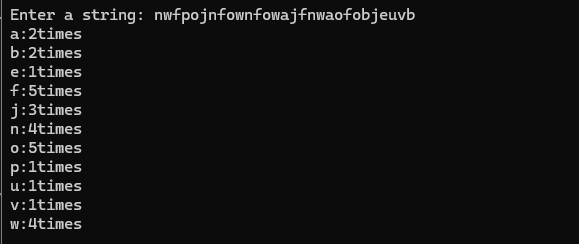 Enter a string: nwfpojnfownfowajfnwaofobjeuvb
a:2times
b:2times
e:1times
f:5times
j:3times
n:4times
o:5times
p:1times
u:1times
v:1times
w:4times